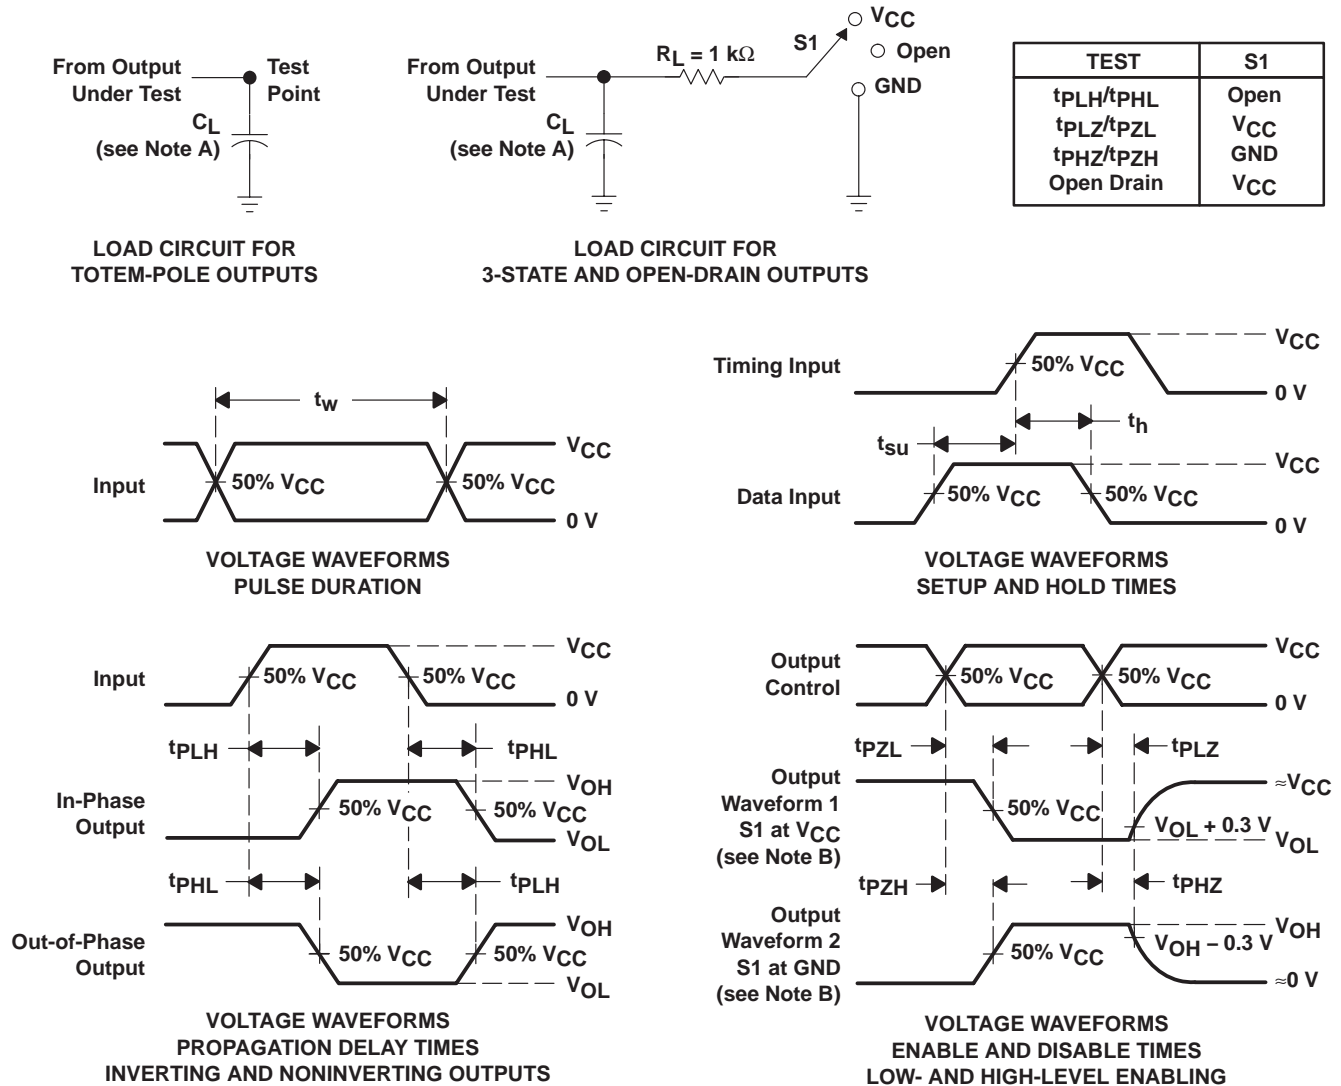 From Output
Under Test
Test
Point
CL
(see Note A)
LOAD CIRCUIT FOR
TOTEM-POLE OUTPUTS
From Output
Under Test
CL
(see Note A)
RL = 1 kΩ
S1
VCC
Open
GND
LOAD CIRCUIT FOR
3-STATE AND OPEN-DRAIN OUTPUTS
TEST S1
tPLH/tPHL Open
tPLZ/tPZL VCC
tPHZ/tPZH GND
Open Drain VCC
tw
Input
50% VCC
50% VCC
VCC
0 V
VOLTAGE WAVEFORMS
PULSE DURATION
Timing Input
50% VCC
VCC
0 V
tsu
th
Data Input
50% VCC
50% VCC
VCC
0 V
VOLTAGE WAVEFORMS
SETUP AND HOLD TIMES
Input
50% VCC
50% VCC
VCC
0 V
tPLH
tPHL
In-Phase
Output
50% VCC
50% VCC
VOH
VOL
tPHL
tPLH
Out-of-Phase
Output
50% VCC
50% VCC
VOH
VOL
VOLTAGE WAVEFORMS
PROPAGATION DELAY TIMES
INVERTING AND NONINVERTING OUTPUTS
Output
Control
50% VCC
50% VCC
VCC
0 V
tPZL
tPLZ
Output
Waveform 1
S1 at VCC
(see Note B)
50% VCC
≈VCC
VOL + 0.3 V
VOL
tPZH
tPHZ
Output
Waveform 2
S1 at GND
(see Note B)
50% VCC
VOH
VOH – 0.3 V
≈0 V
VOLTAGE WAVEFORMS
ENABLE AND DISABLE TIMES
LOW- AND HIGH-LEVEL ENABLING